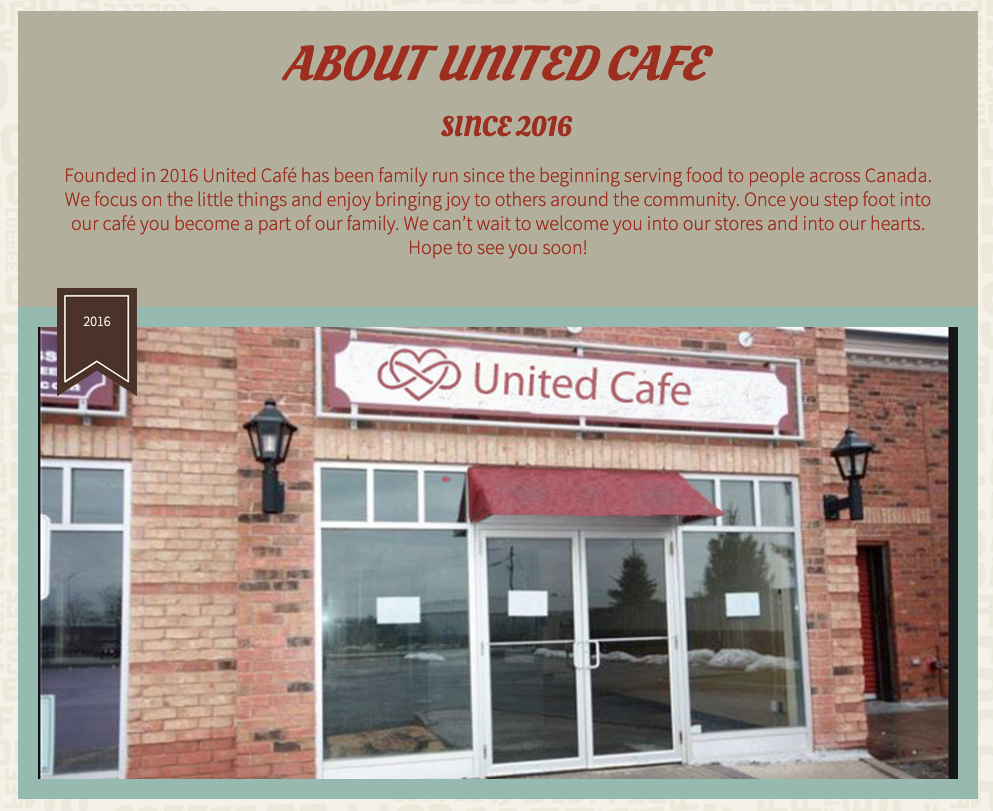 ABOUT UNITED CAFE
SINCE 2016
Founded in 2016 United Café has been family run since the beginning serving food to people across Canada.
We focus on the little things and enjoy bringing joy to others around the community. Once you step foot into
our café you become a part of our family. We can’t wait to welcome you into our stores and into our hearts.
Hope to see you soon!
2016
United Cafe